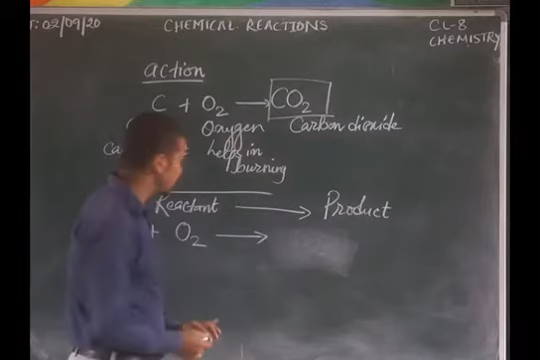 T: 02/09/20 CHEMICAL REACTIONS CL-8
CHEMISTRY
action
C + O₂ → CO₂
Oxygen Carbon dioxide
Ca helps in
burning
Reactant → Product
+ O₂ →